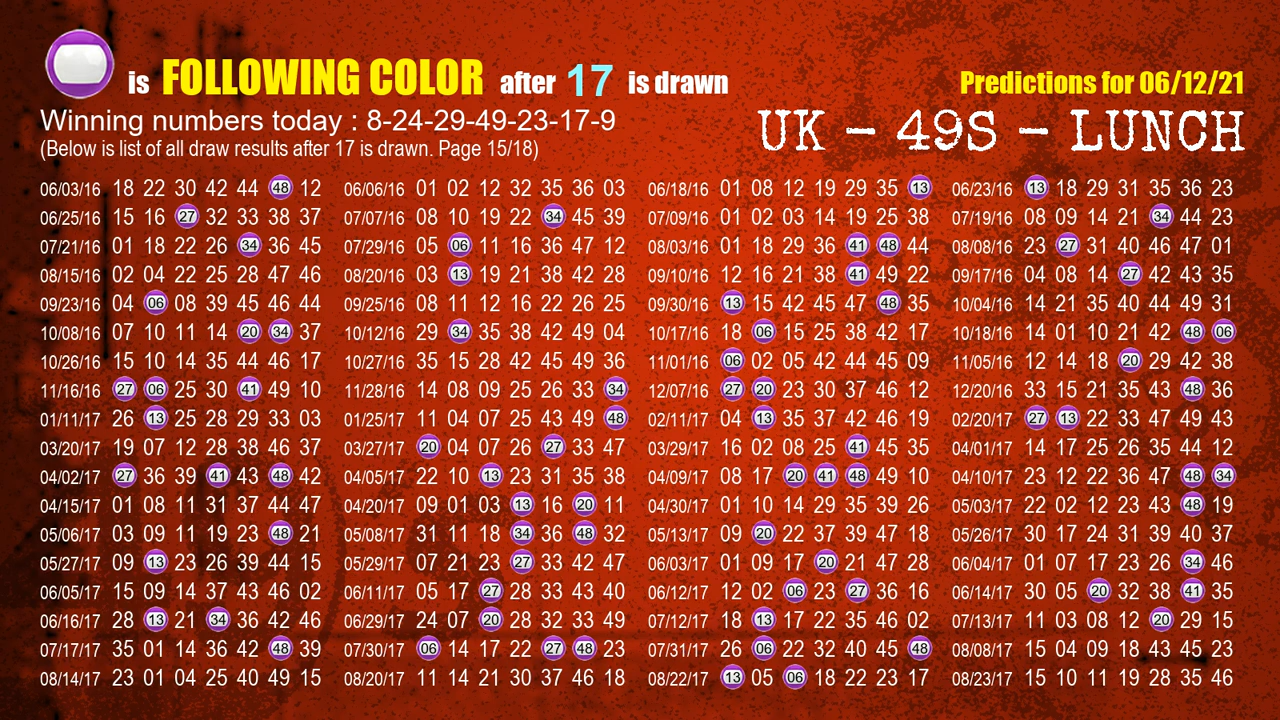 is FOLLOWING COLOR after 17 is drawn
Predictions for 06/12/21
Winning numbers today : 8-24-29-49-23-17-9
UK - 49S - LUNCH
(Below is list of all draw results after 17 is drawn. Page 15/18)
06/03/16 18 22 30 42 44 48 12 06/06/16 01 02 12 32 35 36 03 06/18/16 01 08 12 19 29 35 13 06/23/16 13 18 29 31 35 36 23
06/25/16 15 16 27 32 33 38 37 07/07/16 08 10 19 22 34 45 39 07/09/16 01 02 03 14 19 25 38 07/19/16 08 09 14 21 34 44 23
07/21/16 01 18 22 26 34 36 45 07/29/16 05 06 11 16 36 47 12 08/03/16 01 18 29 36 41 48 44 08/08/16 23 27 31 40 46 47 01
08/15/16 02 04 22 25 28 47 46 08/20/16 03 13 19 21 38 42 28 09/10/16 12 16 21 38 41 49 22 09/17/16 04 08 14 27 42 43 35
09/23/16 04 06 08 39 45 46 44 09/25/16 08 11 12 16 22 26 25 09/30/16 13 15 42 45 47 48 35 10/04/16 14 21 35 40 44 49 31
10/08/16 07 10 11 14 20 34 37 10/12/16 29 34 35 38 42 49 04 10/17/16 18 06 15 25 38 42 17 10/18/16 14 01 10 21 42 48 06
10/26/16 15 10 14 35 44 46 17 10/27/16 35 15 28 42 45 49 36 11/01/16 06 02 05 42 44 45 09 11/05/16 12 14 18 20 29 42 38
11/16/16 27 06 25 30 41 49 10 11/28/16 14 08 09 25 26 33 34 12/07/16 27 20 23 30 37 46 12 12/20/16 33 15 21 35 43 48 36
01/11/17 26 13 25 28 29 33 03 01/25/17 11 04 07 25 43 49 48 02/11/17 04 13 35 37 42 46 19 02/20/17 27 13 22 33 47 49 43
03/20/17 19 07 12 28 38 46 37 03/27/17 20 04 07 26 27 33 47 03/29/17 16 02 08 25 41 45 35 04/01/17 14 17 25 26 35 44 12
04/02/17 27 36 39 41 43 48 42 04/05/17 22 10 13 23 31 35 38 04/09/17 08 17 20 41 48 49 10 04/10/17 23 12 22 36 47 48 34
04/15/17 01 08 11 31 37 44 47 04/20/17 09 01 03 13 16 20 11 04/30/17 01 10 14 29 35 39 26 05/03/17 22 02 12 23 43 48 19
05/06/17 03 09 11 19 23 48 21 05/08/17 31 11 18 34 36 48 32 05/13/17 09 20 22 37 39 47 18 05/26/17 30 17 24 31 39 40 37
05/27/17 09 13 23 26 39 44 15 05/29/17 07 21 23 27 33 42 47 06/03/17 01 09 17 20 21 47 28 06/04/17 01 07 17 23 26 34 46
06/05/17 15 09 14 37 43 46 02 06/11/17 05 17 27 28 33 43 40 06/12/17 12 02 06 23 27 36 16 06/14/17 30 05 20 32 38 41 35
06/16/17 28 13 21 34 36 42 46 06/29/17 24 07 20 28 32 33 49 07/12/17 18 13 17 22 35 46 02 07/13/17 11 03 08 12 20 29 15
07/17/17 35 01 14 36 42 48 39 07/30/17 06 14 17 22 27 48 23 07/31/17 26 06 22 32 40 45 48 08/08/17 15 04 09 18 43 45 23
08/14/17 23 01 04 25 40 49 15 08/20/17 11 14 21 30 37 46 18 08/22/17 13 05 06 18 22 23 17 08/23/17 15 10 11 19 28 35 46